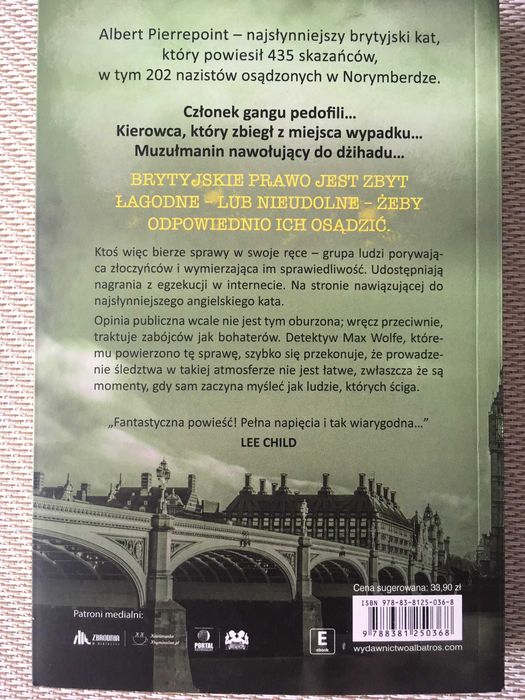 Albert Pierrepoint – najsłynniejszy brytyjski kat,
który powiesił 435 skazańców,
w tym 202 nazistów osądzonych w Norymberdze.
Członek gangu pedofili...
Kierowca, który zbiegł z miejsca wypadku...
Muzułmanin nawołujący do dżihadu...
BRYTYJSKIE PRAWO JEST ZBYT
ŁAGODNE – LUB NIEUDOLNE – ŻEBY
ODPOWIEDNIO ICH OSĄDZIĆ.
Ktoś więc bierze sprawy w swoje ręce – grupa ludzi porywają-
ca złoczyńców i wymierzająca im sprawiedliwość. Udostępniają
nagrania z egzekucji w internecie. Na stronie nawiązującej do
najsłynniejszego angielskiego kata.
Opinia publiczna wcale nie jest tym oburzona; wręcz przeciwnie,
traktuje zabójców jak bohaterów. Detektyw Max Wolfe, które-
mu powierzono tę sprawę, szybko się przekonuje, że prowadze-
nie śledztwa w takiej atmosferze nie jest łatwe, zwłaszcza że są
momenty, gdy sam zaczyna myśleć jak ludzie, których ściga.
„Fantastyczna powieść! Pełna napięcia i tak wiarygodna...”
LEE CHILD
Cena sugerowana: 33,90 zł
ISBN 978-83-8125-036-8
9 788381 250368
wydawnictwoalbatros.com
Patroni medialni:
ZBRODNIA
W BIBLIOTECE
Kawiarenka
Kryminalna.pl
PORTAL
E
ebook